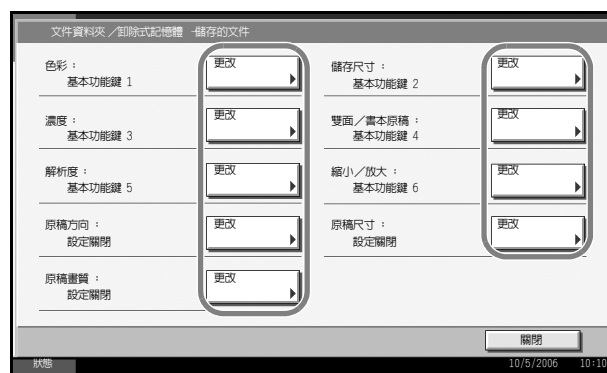 文件資料夾／卸除式記憶體 -儲存的文件
色彩：
基本功能鍵 1
更改
儲存尺寸：
基本功能鍵 2
更改
濃度：
基本功能鍵 3
更改
雙面／書本原稿：
基本功能鍵 4
更改
解析度：
基本功能鍵 5
更改
縮小／放大：
基本功能鍵 6
更改
原稿方向：
設定關閉
更改
原稿尺寸：
設定關閉
更改
原稿畫質：
設定關閉
更改
關閉
狀態
10/5/2006 10:10